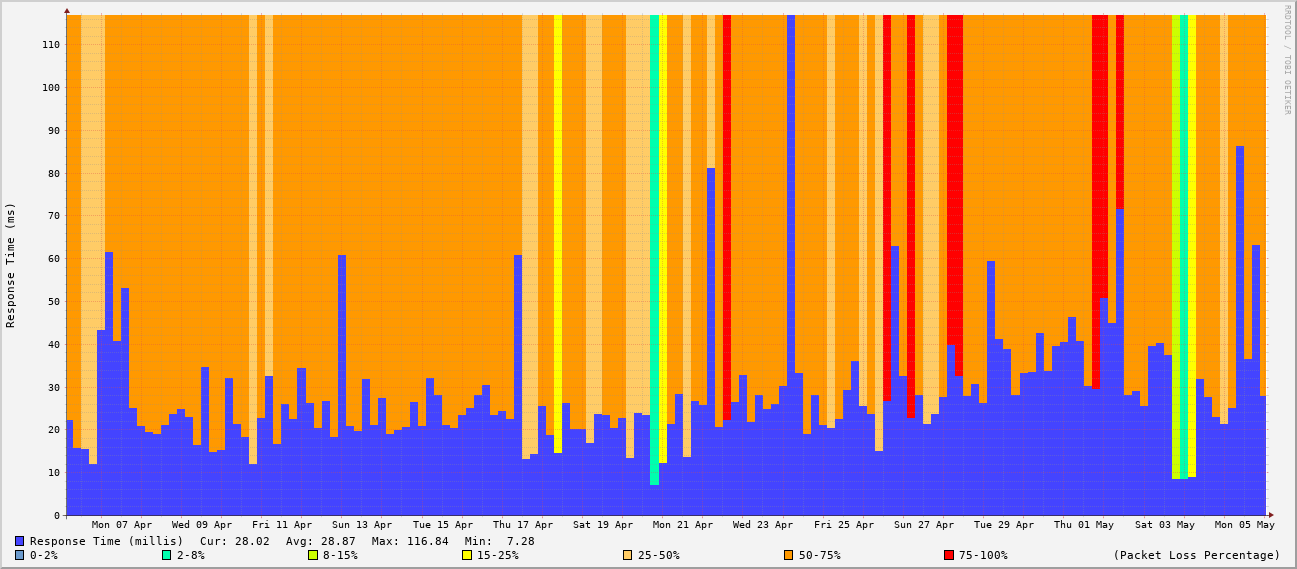 RRDTOOL / TOBI OETIKER
Response Time (ms)
110
100
90
80
70
60
50
40
30
20
10
0
Mon 07 Apr Wed 09 Apr Fri 11 Apr Sun 13 Apr Tue 15 Apr Thu 17 Apr Sat 19 Apr Mon 21 Apr Wed 23 Apr Fri 25 Apr Sun 27 Apr Tue 29 Apr Thu 01 May Sat 03 May Mon 05 May
Response Time (millis) Cur: 28.02 Avg: 28.87 Max: 116.84 Min: 7.28
0-2% 2-8% 8-15% 15-25% 25-50% 50-75% 75-100% (Packet Loss Percentage)